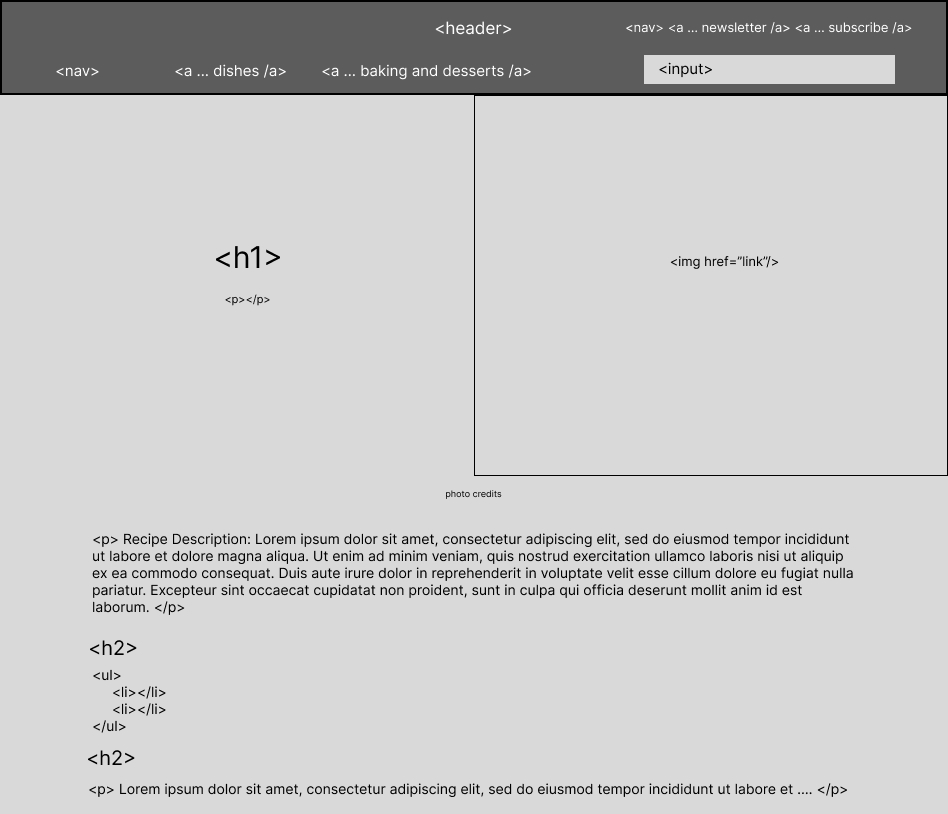 <header>
<nav> <a ... newsletter /a> <a ... subscribe /a>
<nav>
<a ... dishes /a>
<a ... baking and desserts /a>
<input>
<h1>
<p></p>
<img href=”link”/>
photo credits
<p> Recipe Description: Lorem ipsum dolor sit amet, consectetur adipiscing elit, sed do eiusmod tempor incididunt
ut labore et dolore magna aliqua. Ut enim ad minim veniam, quis nostrud exercitation ullamco laboris nisi ut aliquip
ex ea commodo consequat. Duis aute irure dolor in reprehenderit in voluptate velit esse cillum dolore eu fugiat nulla
pariatur. Excepteur sint occaecat cupidatat non proident, sunt in culpa qui officia deserunt mollit anim id est
laborum. </p>
<h2>
<ul>
<li></li>
<li></li>
</ul>
<h2>
<p> Lorem ipsum dolor sit amet, consectetur adipiscing elit, sed do eiusmod tempor incididunt ut labore et .... </p>